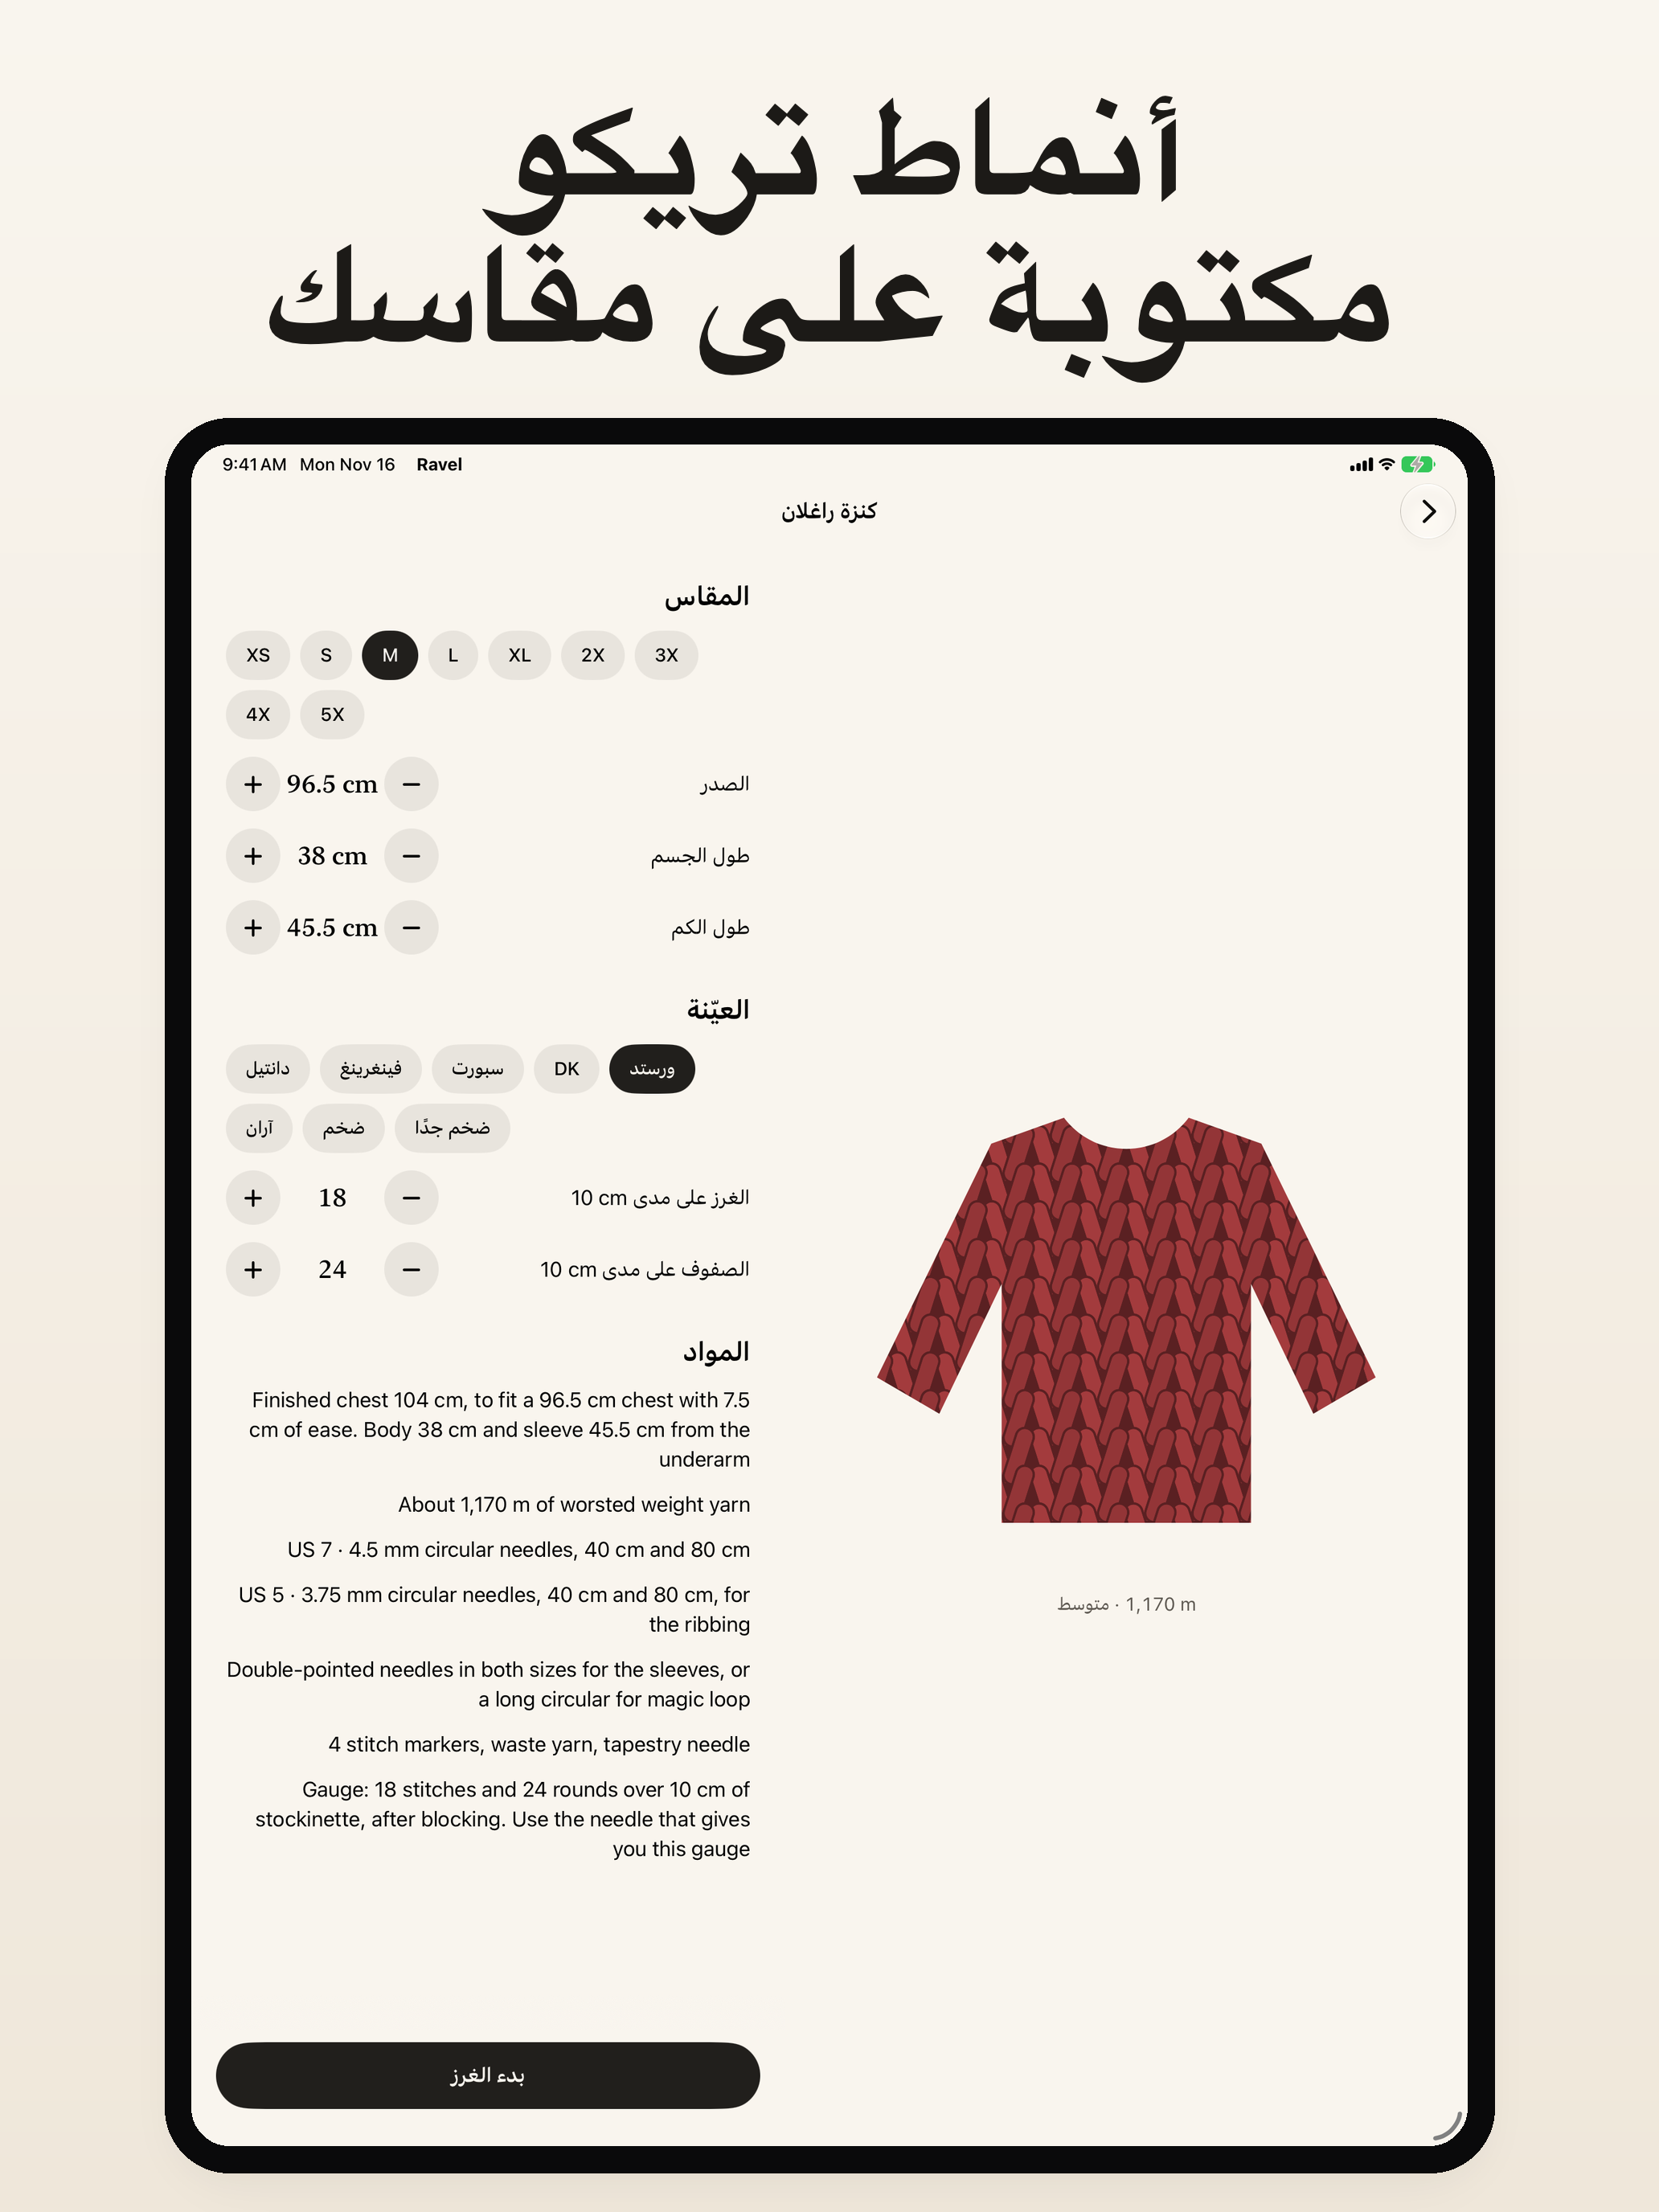 أنماط تريكو
مكتوبة على مقاسك
9:41 AM Mon Nov 16 Ravel
كنزة راغلان
المقاس
XS S M L XL 2X 3X
4X 5X
الصدر − 96.5 cm +
طول الجسم − 38 cm +
طول الكم − 45.5 cm +
العيّنة
دانتيل فينغرينغ سبورت DK ورستد
آران ضخم ضخم جدًا
الغرز على مدى 10 cm − 18 +
الصفوف على مدى 10 cm − 24 +
المواد
Finished chest 104 cm, to fit a 96.5 cm chest with 7.5
cm of ease. Body 38 cm and sleeve 45.5 cm from the
underarm
About 1,170 m of worsted weight yarn
US 7 · 4.5 mm circular needles, 40 cm and 80 cm
US 5 · 3.75 mm circular needles, 40 cm and 80 cm, for
the ribbing
Double-pointed needles in both sizes for the sleeves, or
a long circular for magic loop
4 stitch markers, waste yarn, tapestry needle
Gauge: 18 stitches and 24 rounds over 10 cm of
stockinette, after blocking. Use the needle that gives
you this gauge
1,170 m · متوسط
بدء الغرز